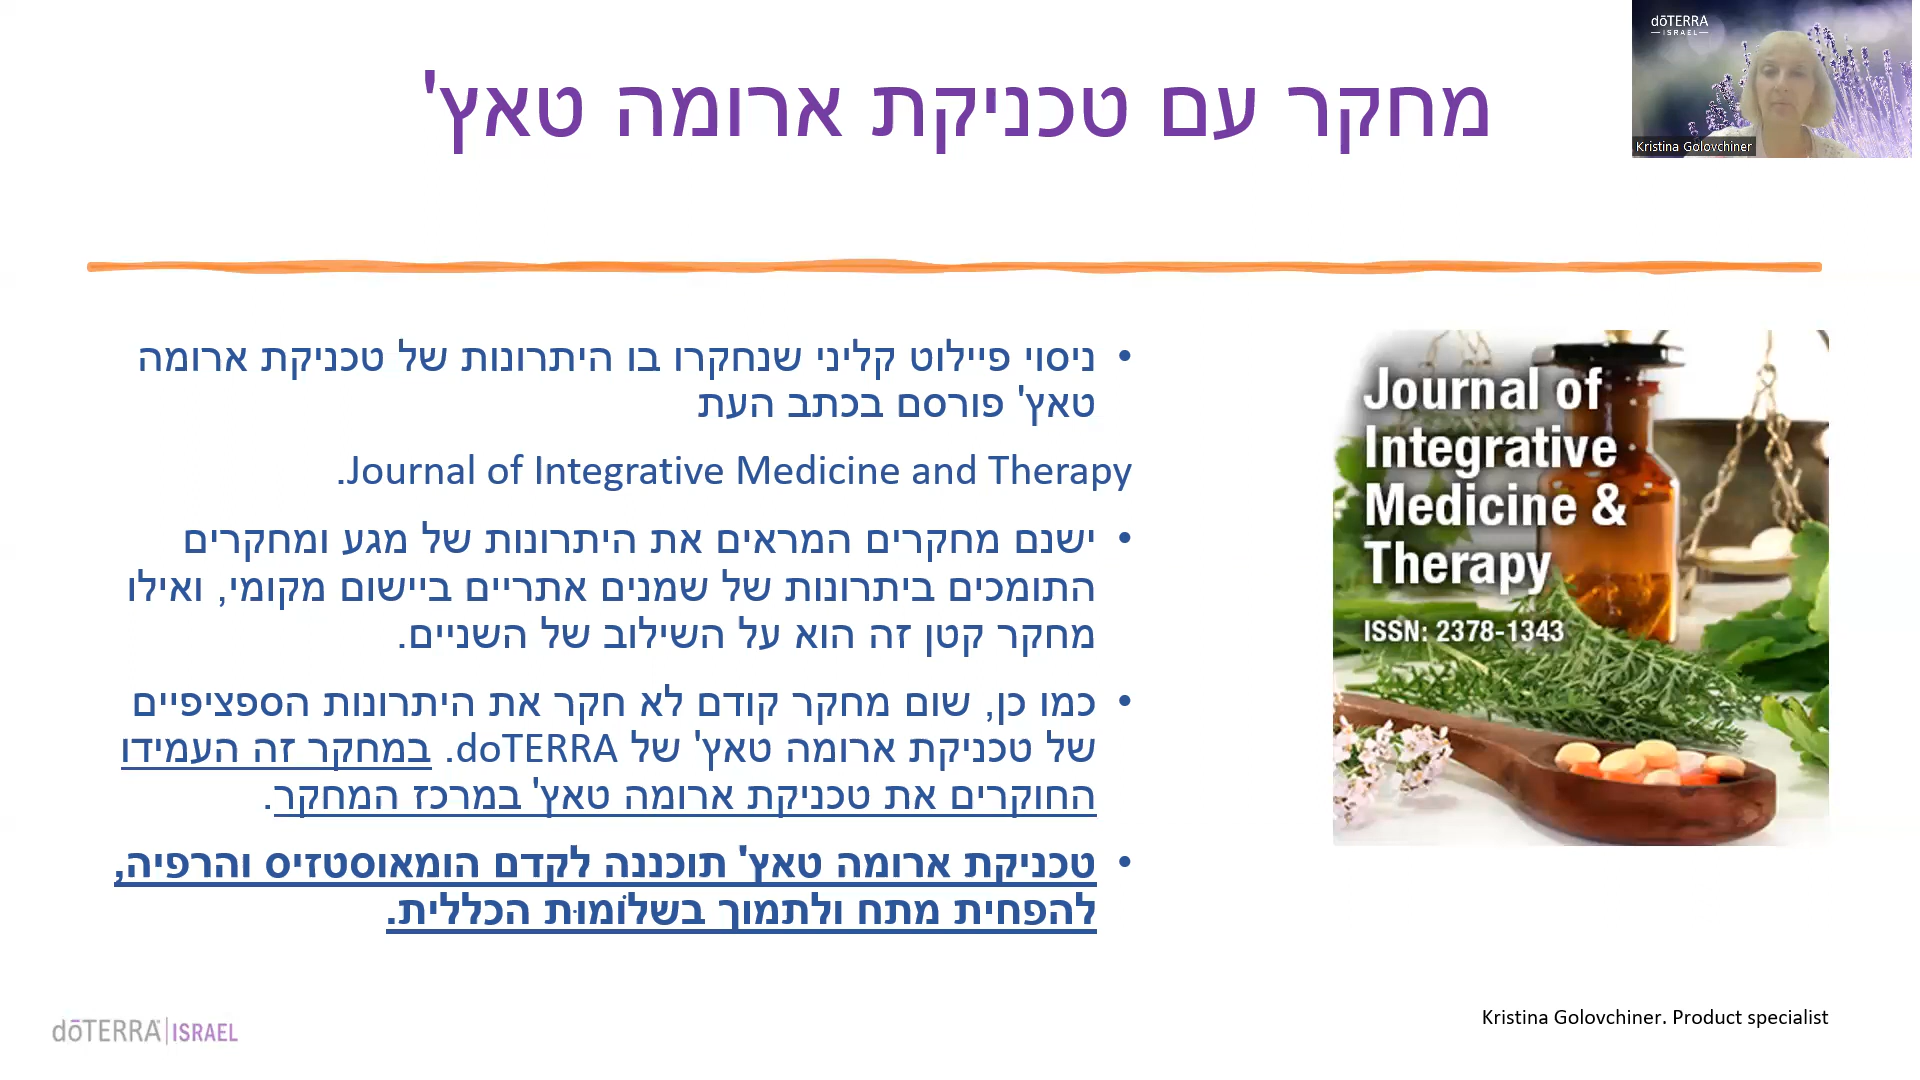 dōTERRA
ISRAEL
Kristina Golovchiner
מחקר עם טכניקת ארומה טאץ'
• ניסוי פיילוט קליני שנחקרו בו היתרונות של טכניקת ארומה
טאץ' פורסם בכתב העת
Journal of Integrative Medicine and Therapy.
• ישנם מחקרים המראים את היתרונות של מגע ומחקרים
התומכים ביתרונות של שמנים אתריים ביישום מקומי, ואילו
מחקר קטן זה הוא על השילוב של השניים.
• כמו כן, שום מחקר קודם לא חקר את היתרונות הספציפיים
של טכניקת ארומה טאץ' של doTERRA. במחקר זה העמידו
החוקרים את טכניקת ארומה טאץ' במרכז המחקר.
• טכניקת ארומה טאץ' תוכננה לקדם הומאוסטזיס והרפיה,
להפחית מתח ולתמוך בשלוֹמוּת הכללית.
Journal of
Integrative
Medicine &
Therapy
ISSN: 2378-1343
dōTERRA | ISRAEL
Kristina Golovchiner. Product specialist